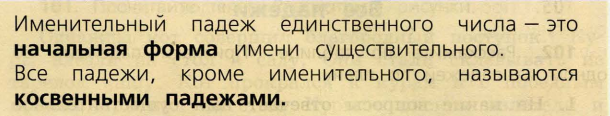 Именительный падеж единственного числа – это
начальная форма имени существительного.
Все падежи, кроме именительного, называются
косвенными падежами.